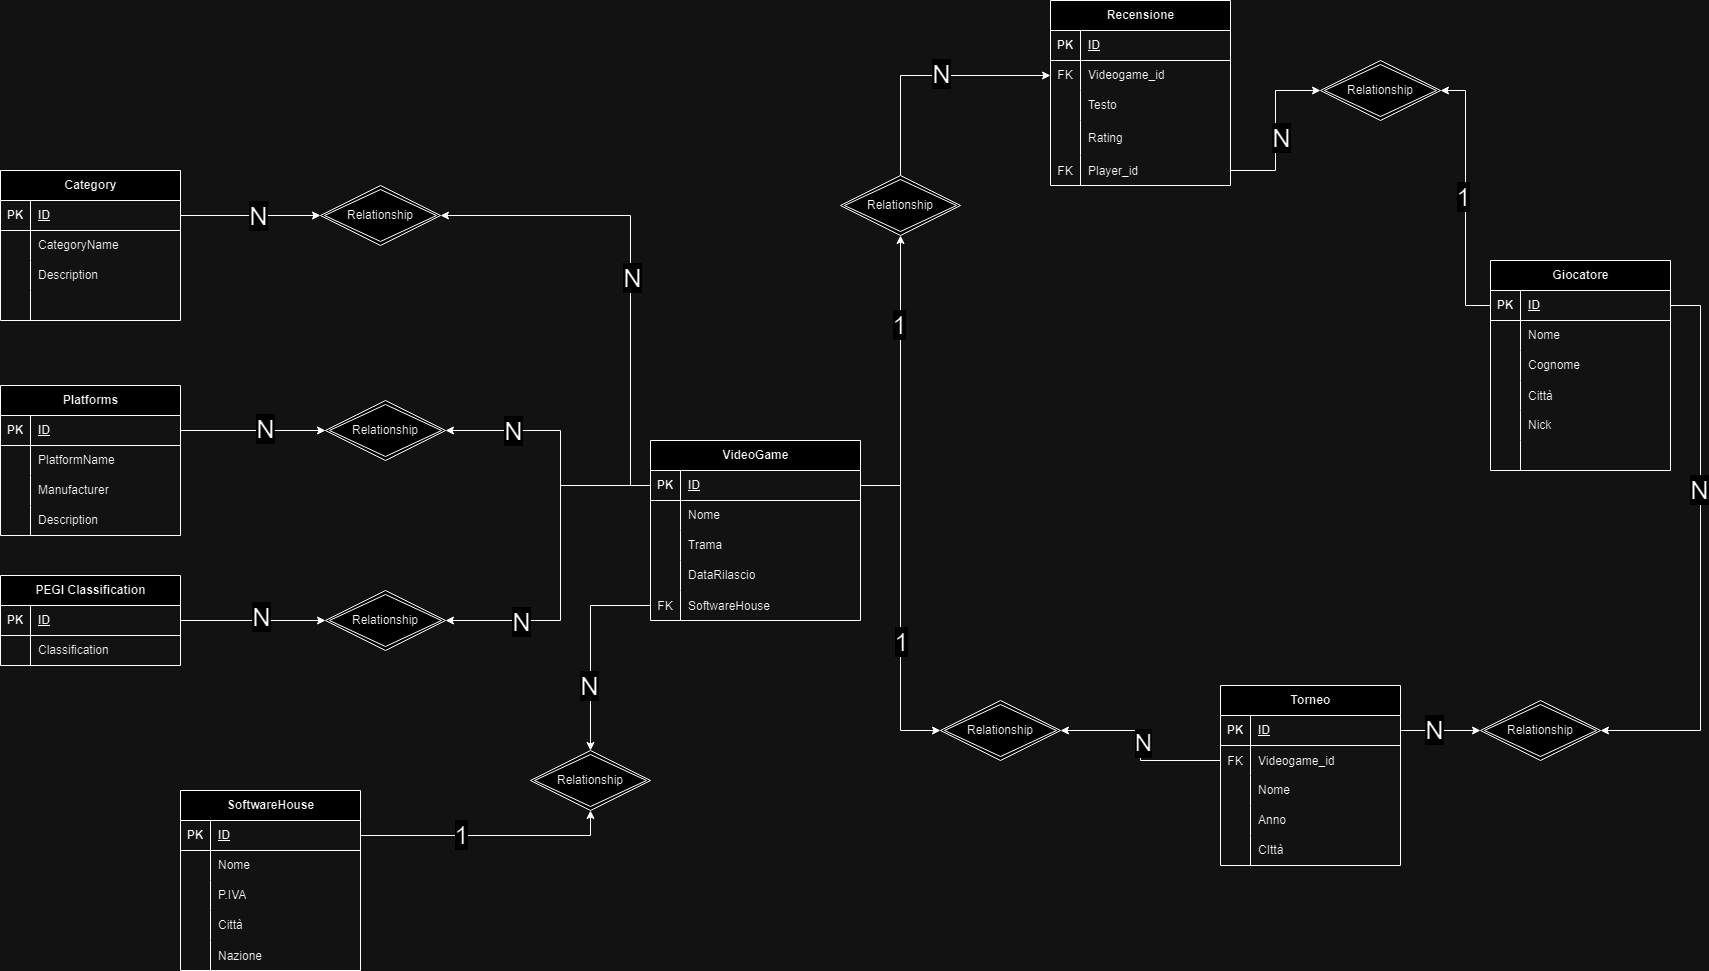 Recensione
PK ID
FK Videogame_id
Testo
Rating
FK Player_id
N
Relationship
N
1
Category
PK ID
CategoryName
Description
N
Relationship
N
Relationship
1
Giocatore
PK ID
Nome
Cognome
Città
Nick
N
Platforms
PK ID
PlatformName
Manufacturer
Description
N
Relationship
N
VideoGame
PK ID
Nome
Trama
DataRilascio
FK SoftwareHouse
PEGI Classification
PK ID
Classification
N
Relationship
N
N
1
Relationship
N
Torneo
PK ID
FK Videogame_id
Nome
Anno
CIttà
N
Relationship
Relationship
SoftwareHouse
PK ID
Nome
P.IVA
Città
Nazione
1